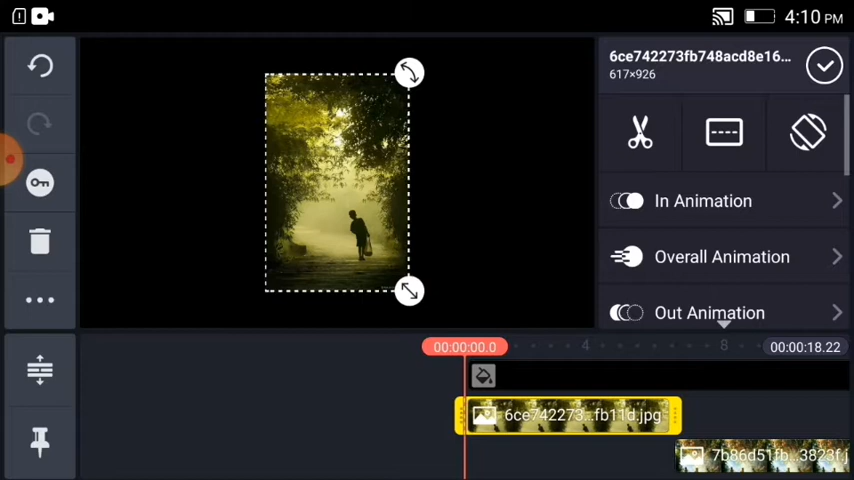 4:10 PM
6ce742273fb748acd8e16...
617×926
In Animation
Overall Animation
Out Animation
00:00:00.0
4
8
00:00:18.22
6ce742273...fb11d.jpg
7b86d51fb...3823f.j